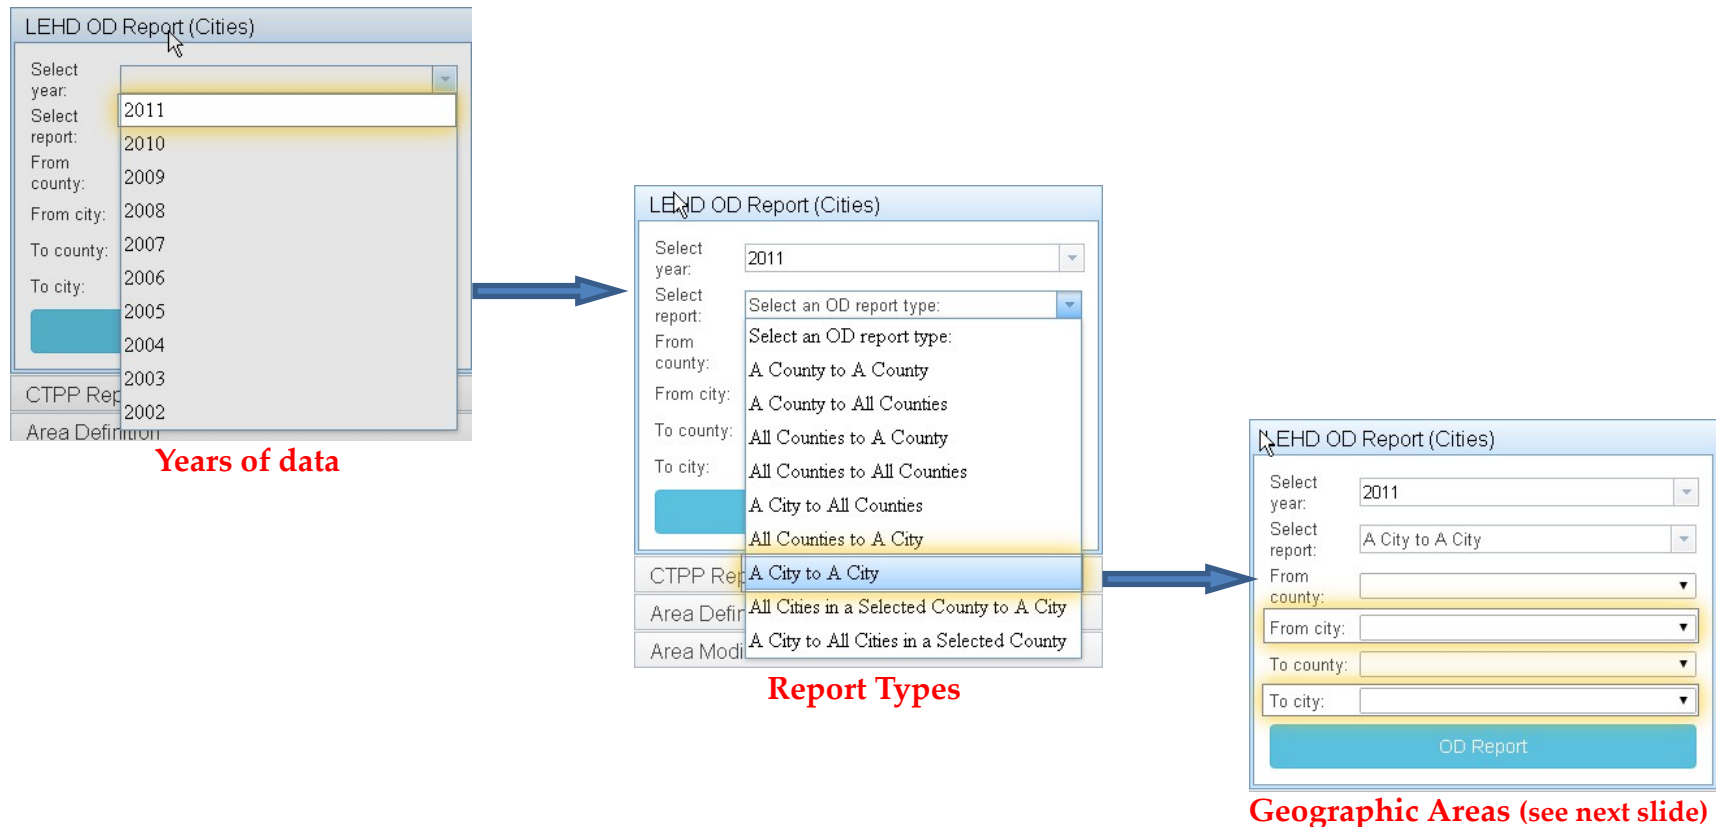 LEHD OD Report (Cities)
Select
year:
2011
Select
report:
2010
From
county:
2009
From city:
2008
To county:
2007
2006
To city:
2005
2004
2003
CTPP Rep
2002
Area Definition
Years of data
LEHD OD Report (Cities)
Select
year:
2011
Select
report:
Select an OD report type:
Select an OD report type:
From
county:
A County to A County
From city:
A County to All Counties
To county:
All Counties to A County
To city:
All Counties to All Counties
A City to All Counties
All Counties to A City
CTPP Rep
A City to A City
Area Defin
All Cities in a Selected County to A City
Area Modi
A City to All Cities in a Selected County
Report Types
LEHD OD Report (Cities)
Select
year:
2011
Select
report:
A City to A City
From
county:
From city:
To county:
To city:
OD Report
Geographic Areas (see next slide)